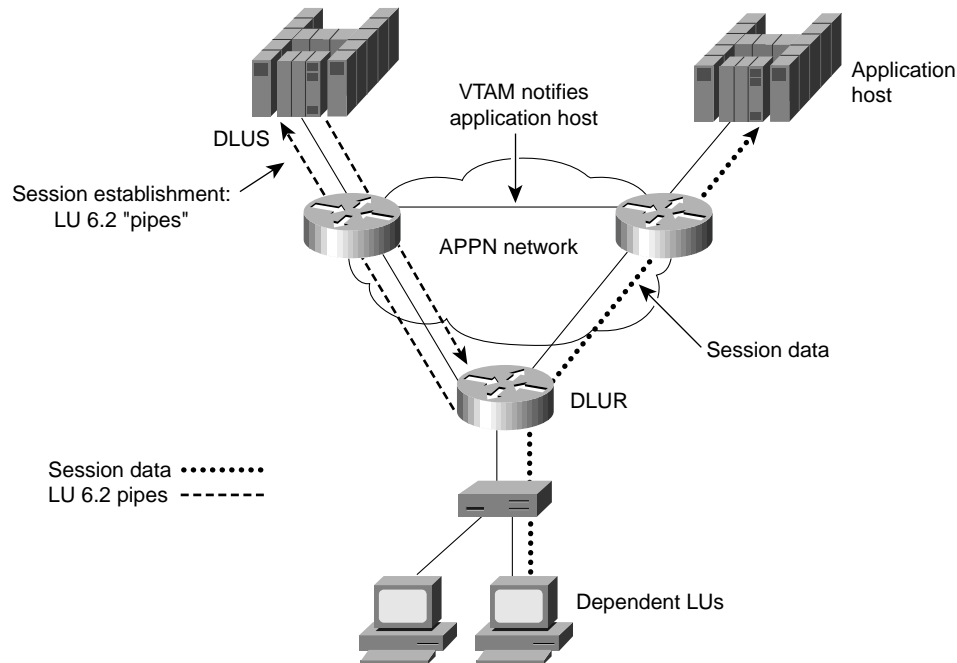 VTAM notifies
application host
Application
host
DLUS
Session establishment:
LU 6.2 "pipes"
APPN network
Session data
DLUR
Session data
LU 6.2 pipes
Dependent LUs